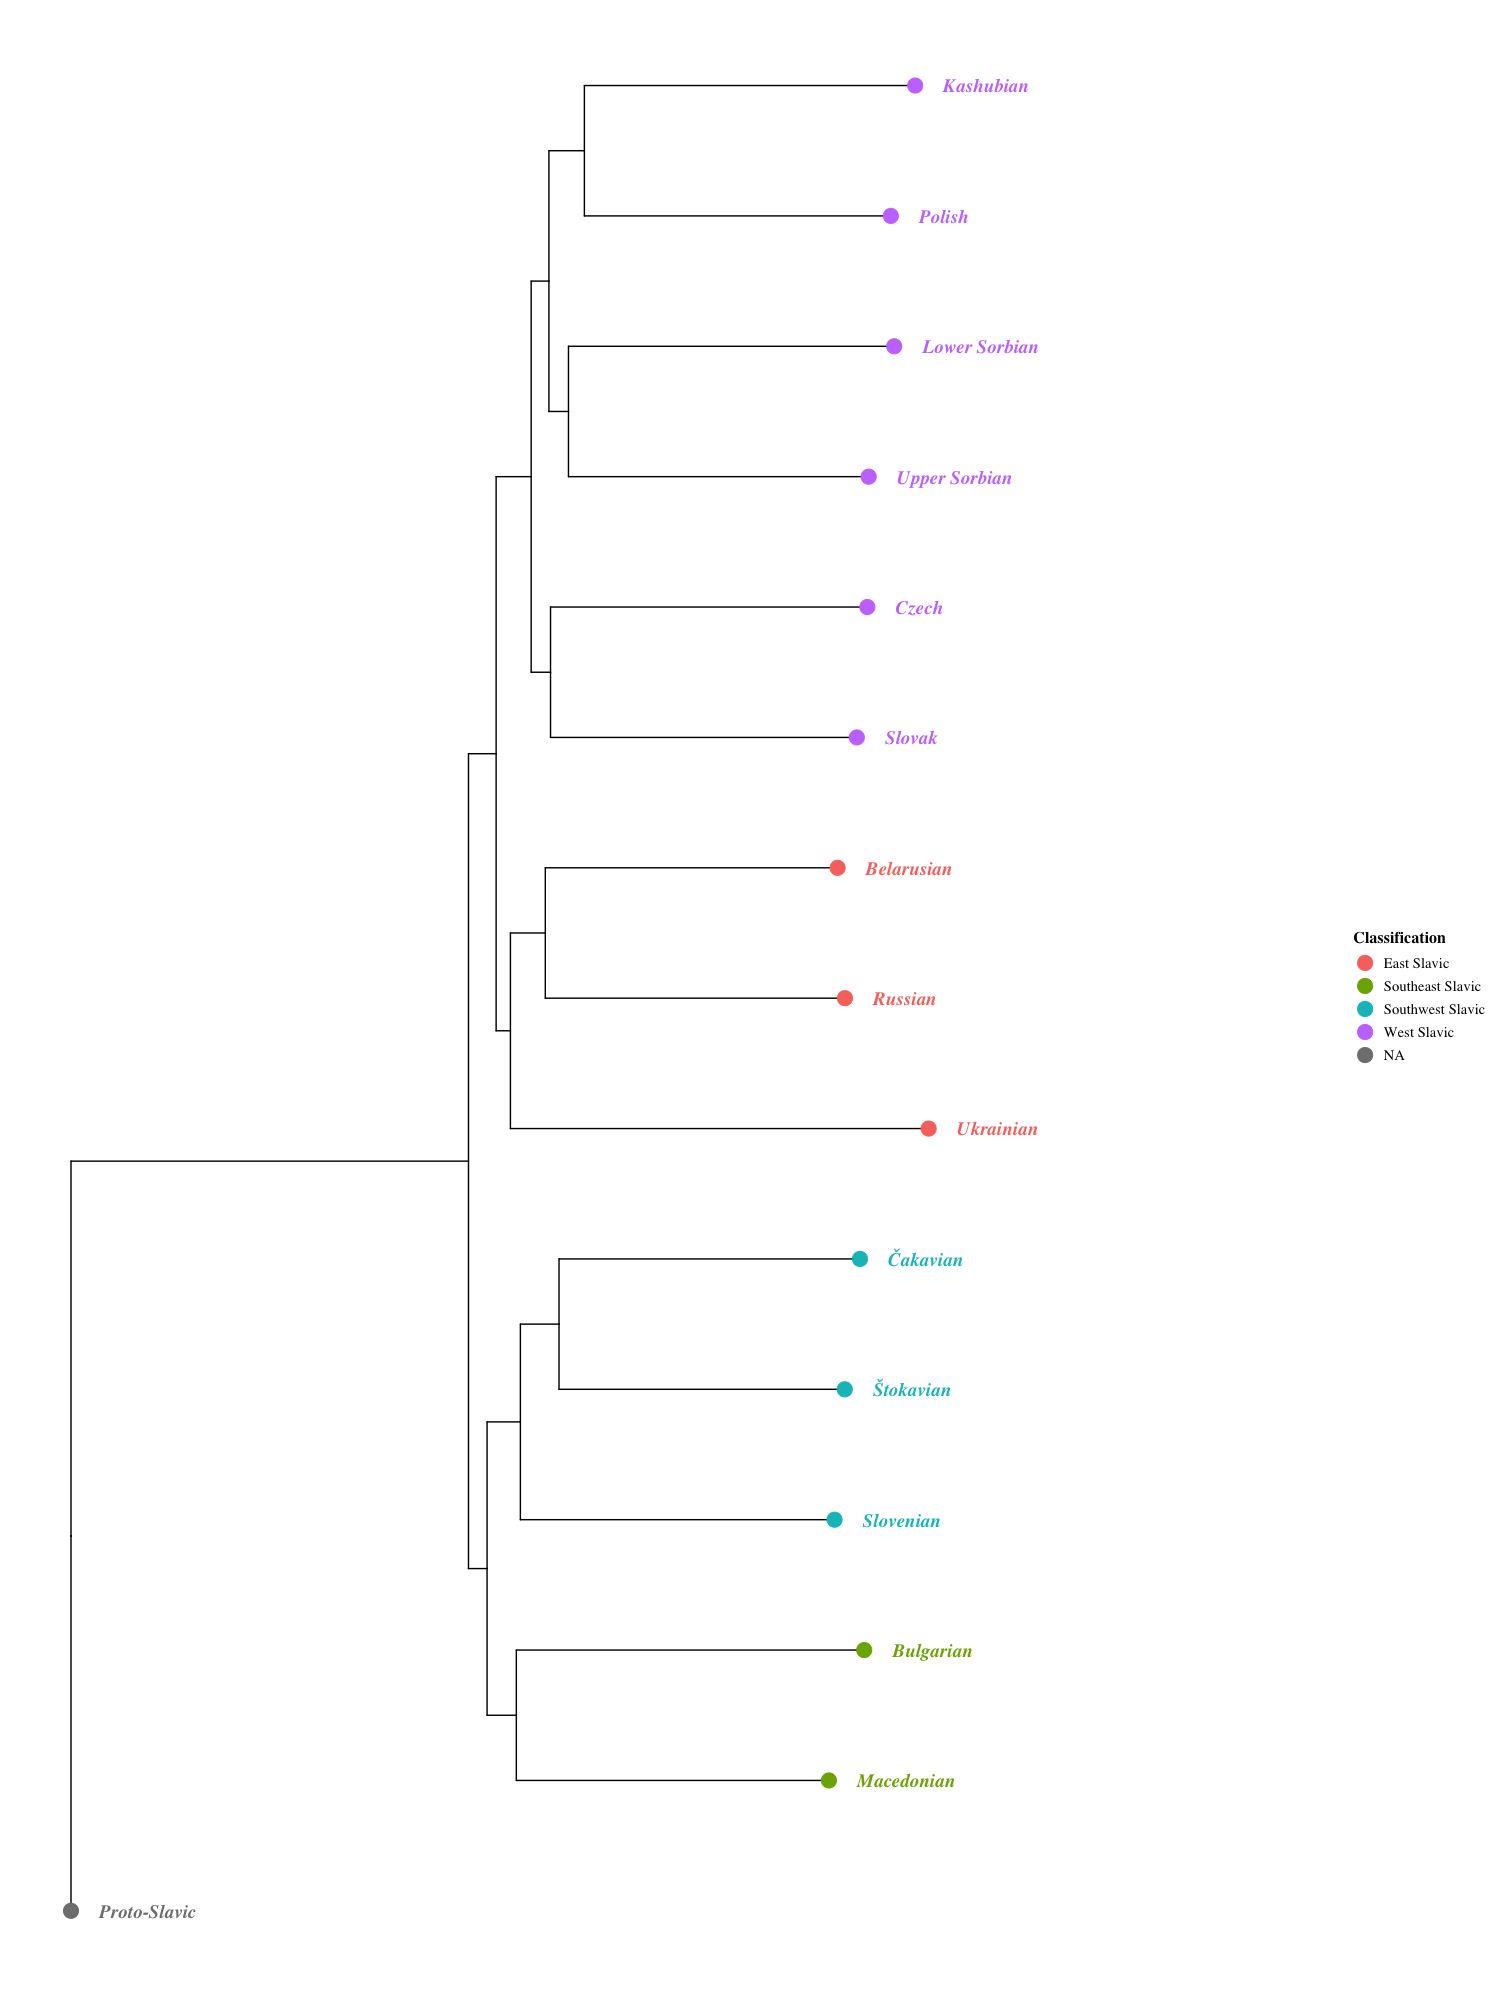 Kashubian
Polish
Lower Sorbian
Upper Sorbian
Czech
Slovak
Belarusian
Russian
Ukrainian
Čakavian
Štokavian
Slovenian
Bulgarian
Macedonian
Proto-Slavic
Classification
East Slavic
Southeast Slavic
Southwest Slavic
West Slavic
NA